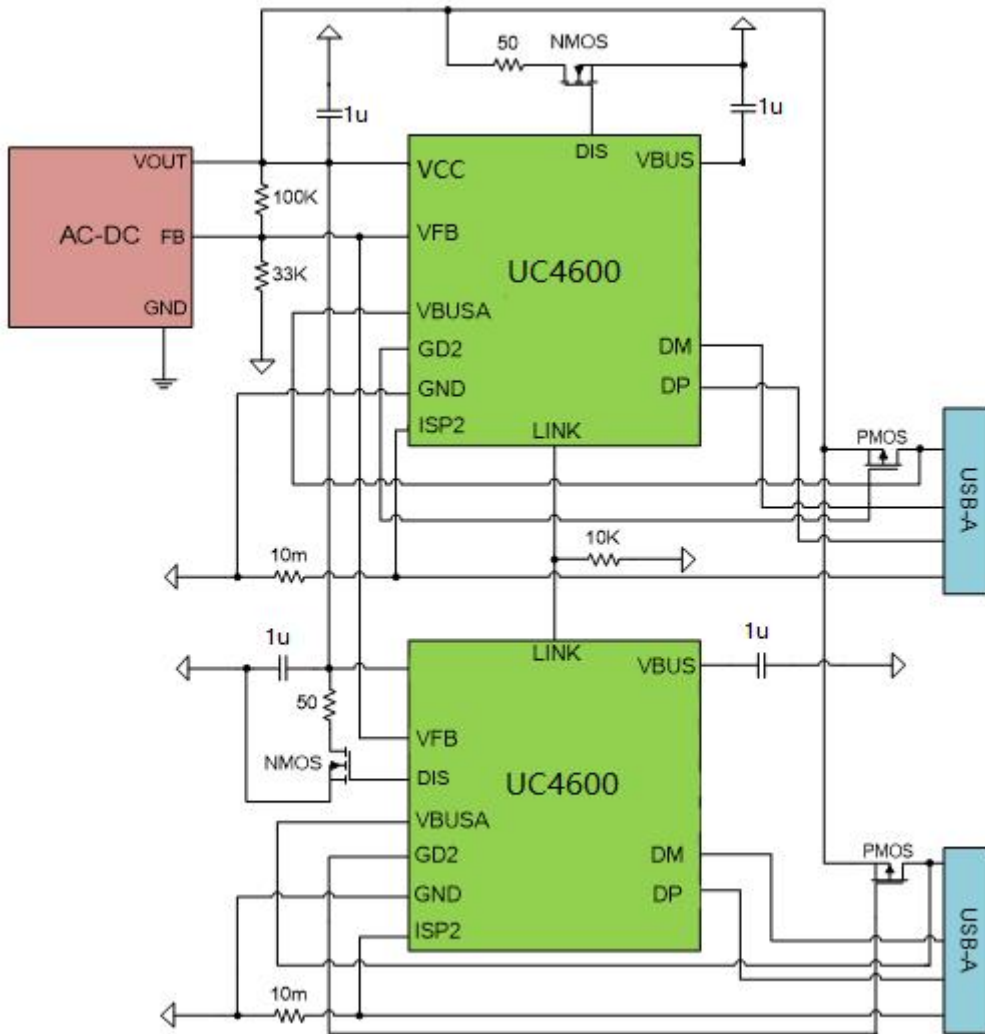 50
NMOS
1u
1u
DIS
VOUT
VCC
VBUS
100K
AC-DC
FB
VFB
UC4600
33K
GND
VBUSA
GD2
DM
GND
DP
ISP2
LINK
PMOS
USB-A
10K
10m
1u
1u
LINK
VBUS
50
VFB
NMOS
DIS
UC4600
VBUSA
GD2
DM
PMOS
GND
DP
ISP2
USB-A
10m